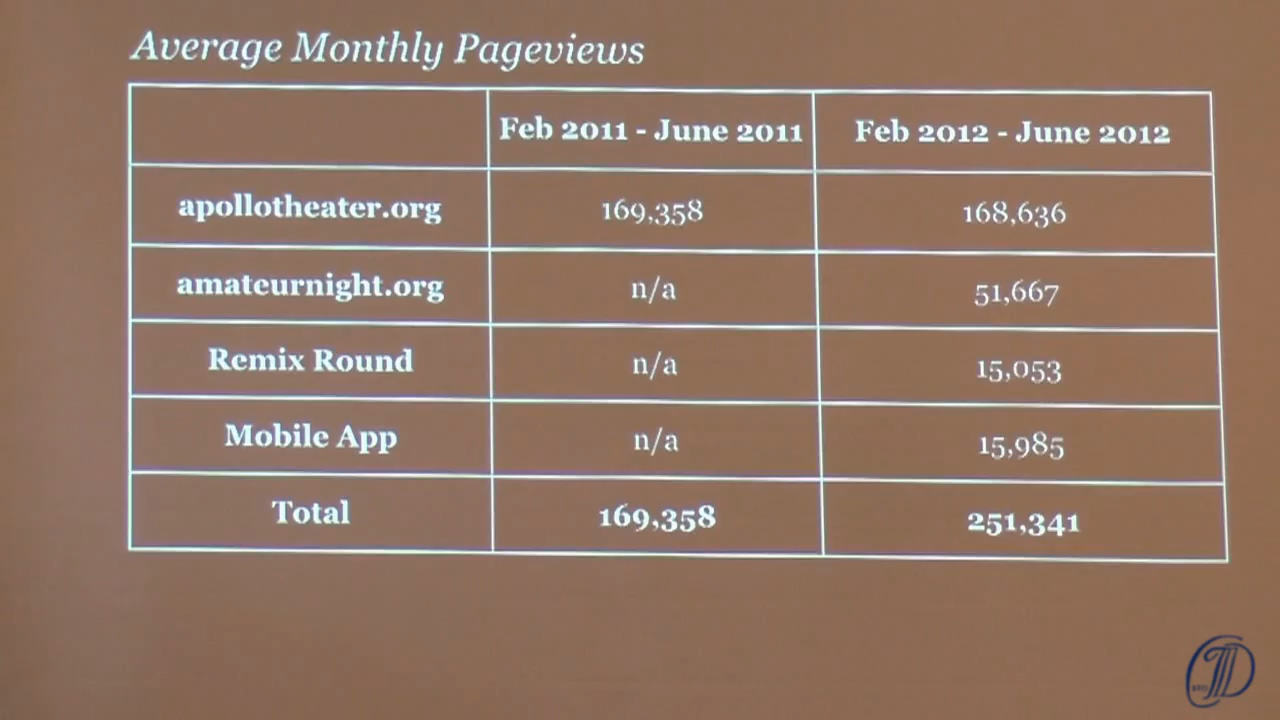 Average Monthly Pageviews
Feb 2011 - June 2011 Feb 2012 - June 2012
apollotheater.org 169,358 168,636
amateurnight.org n/a 51,667
Remix Round n/a 15,053
Mobile App n/a 15,985
Total 169,358 251,341